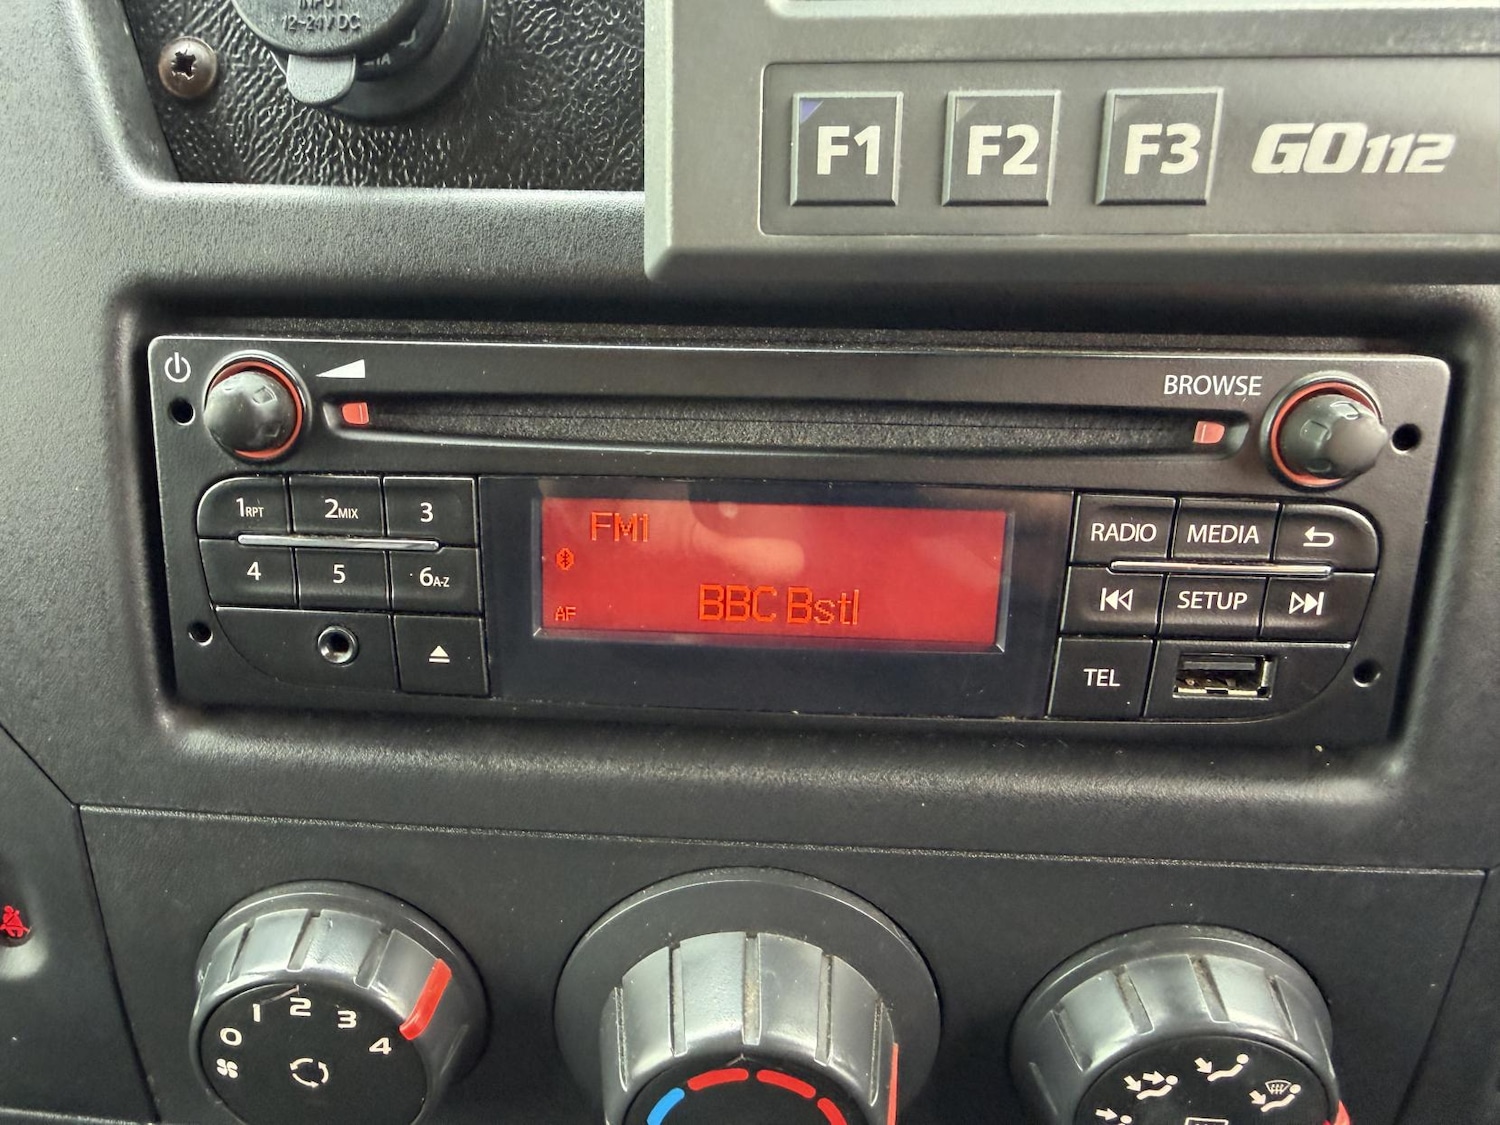 INPUT
12-24V DC
F1 F2 F3 GO112
BROWSE
1RPT 2MIX 3
4 5 6A-Z
FM1
AF
BBC Bstl
RADIO MEDIA
SETUP
TEL
0 1 2 3 4